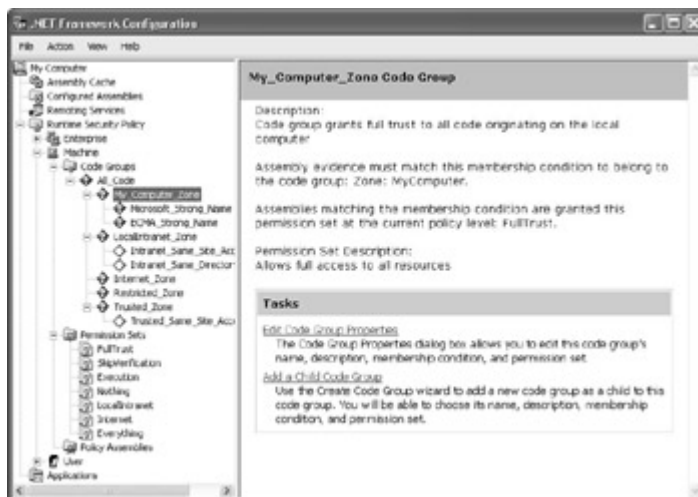 .NET Framework Configuration
File Action View Help
My Computer
Assembly Cache
Configured Assemblies
Remoting Services
Runtime Security Policy
Enterprise
Machine
Code Groups
All_Code
My_Computer_Zone
Microsoft_Strong_Name
ECMA_Strong_Name
LocalIntranet_Zone
Intranet_Same_Site_Acc
Intranet_Same_Director
Internet_Zone
Restricted_Zone
Trusted_Zone
Trusted_Same_Site_Acce
Permission Sets
FullTrust
SkipVerification
Execution
Nothing
LocalIntranet
Internet
Everything
Policy Assemblies
User
Applications
My_Computer_Zone Code Group
Description:
Code group grants full trust to all code originating on the local
computer
Assembly evidence must match this membership condition to belong to
the code group: Zone: MyComputer.
Assemblies matching the membership condition are granted this
permission set at the current policy level: FullTrust.
Permission Set Description:
Allows full access to all resources
Tasks
Edit Code Group Properties
The Code Group Properties dialog box allows you to edit this code group's
name, description, membership condition, and permission set.
Add a Child Code Group
Use the Create Code Group wizard to add a new code group as a child to this
code group. You will be able to choose its name, description, membership
condition, and permission set.